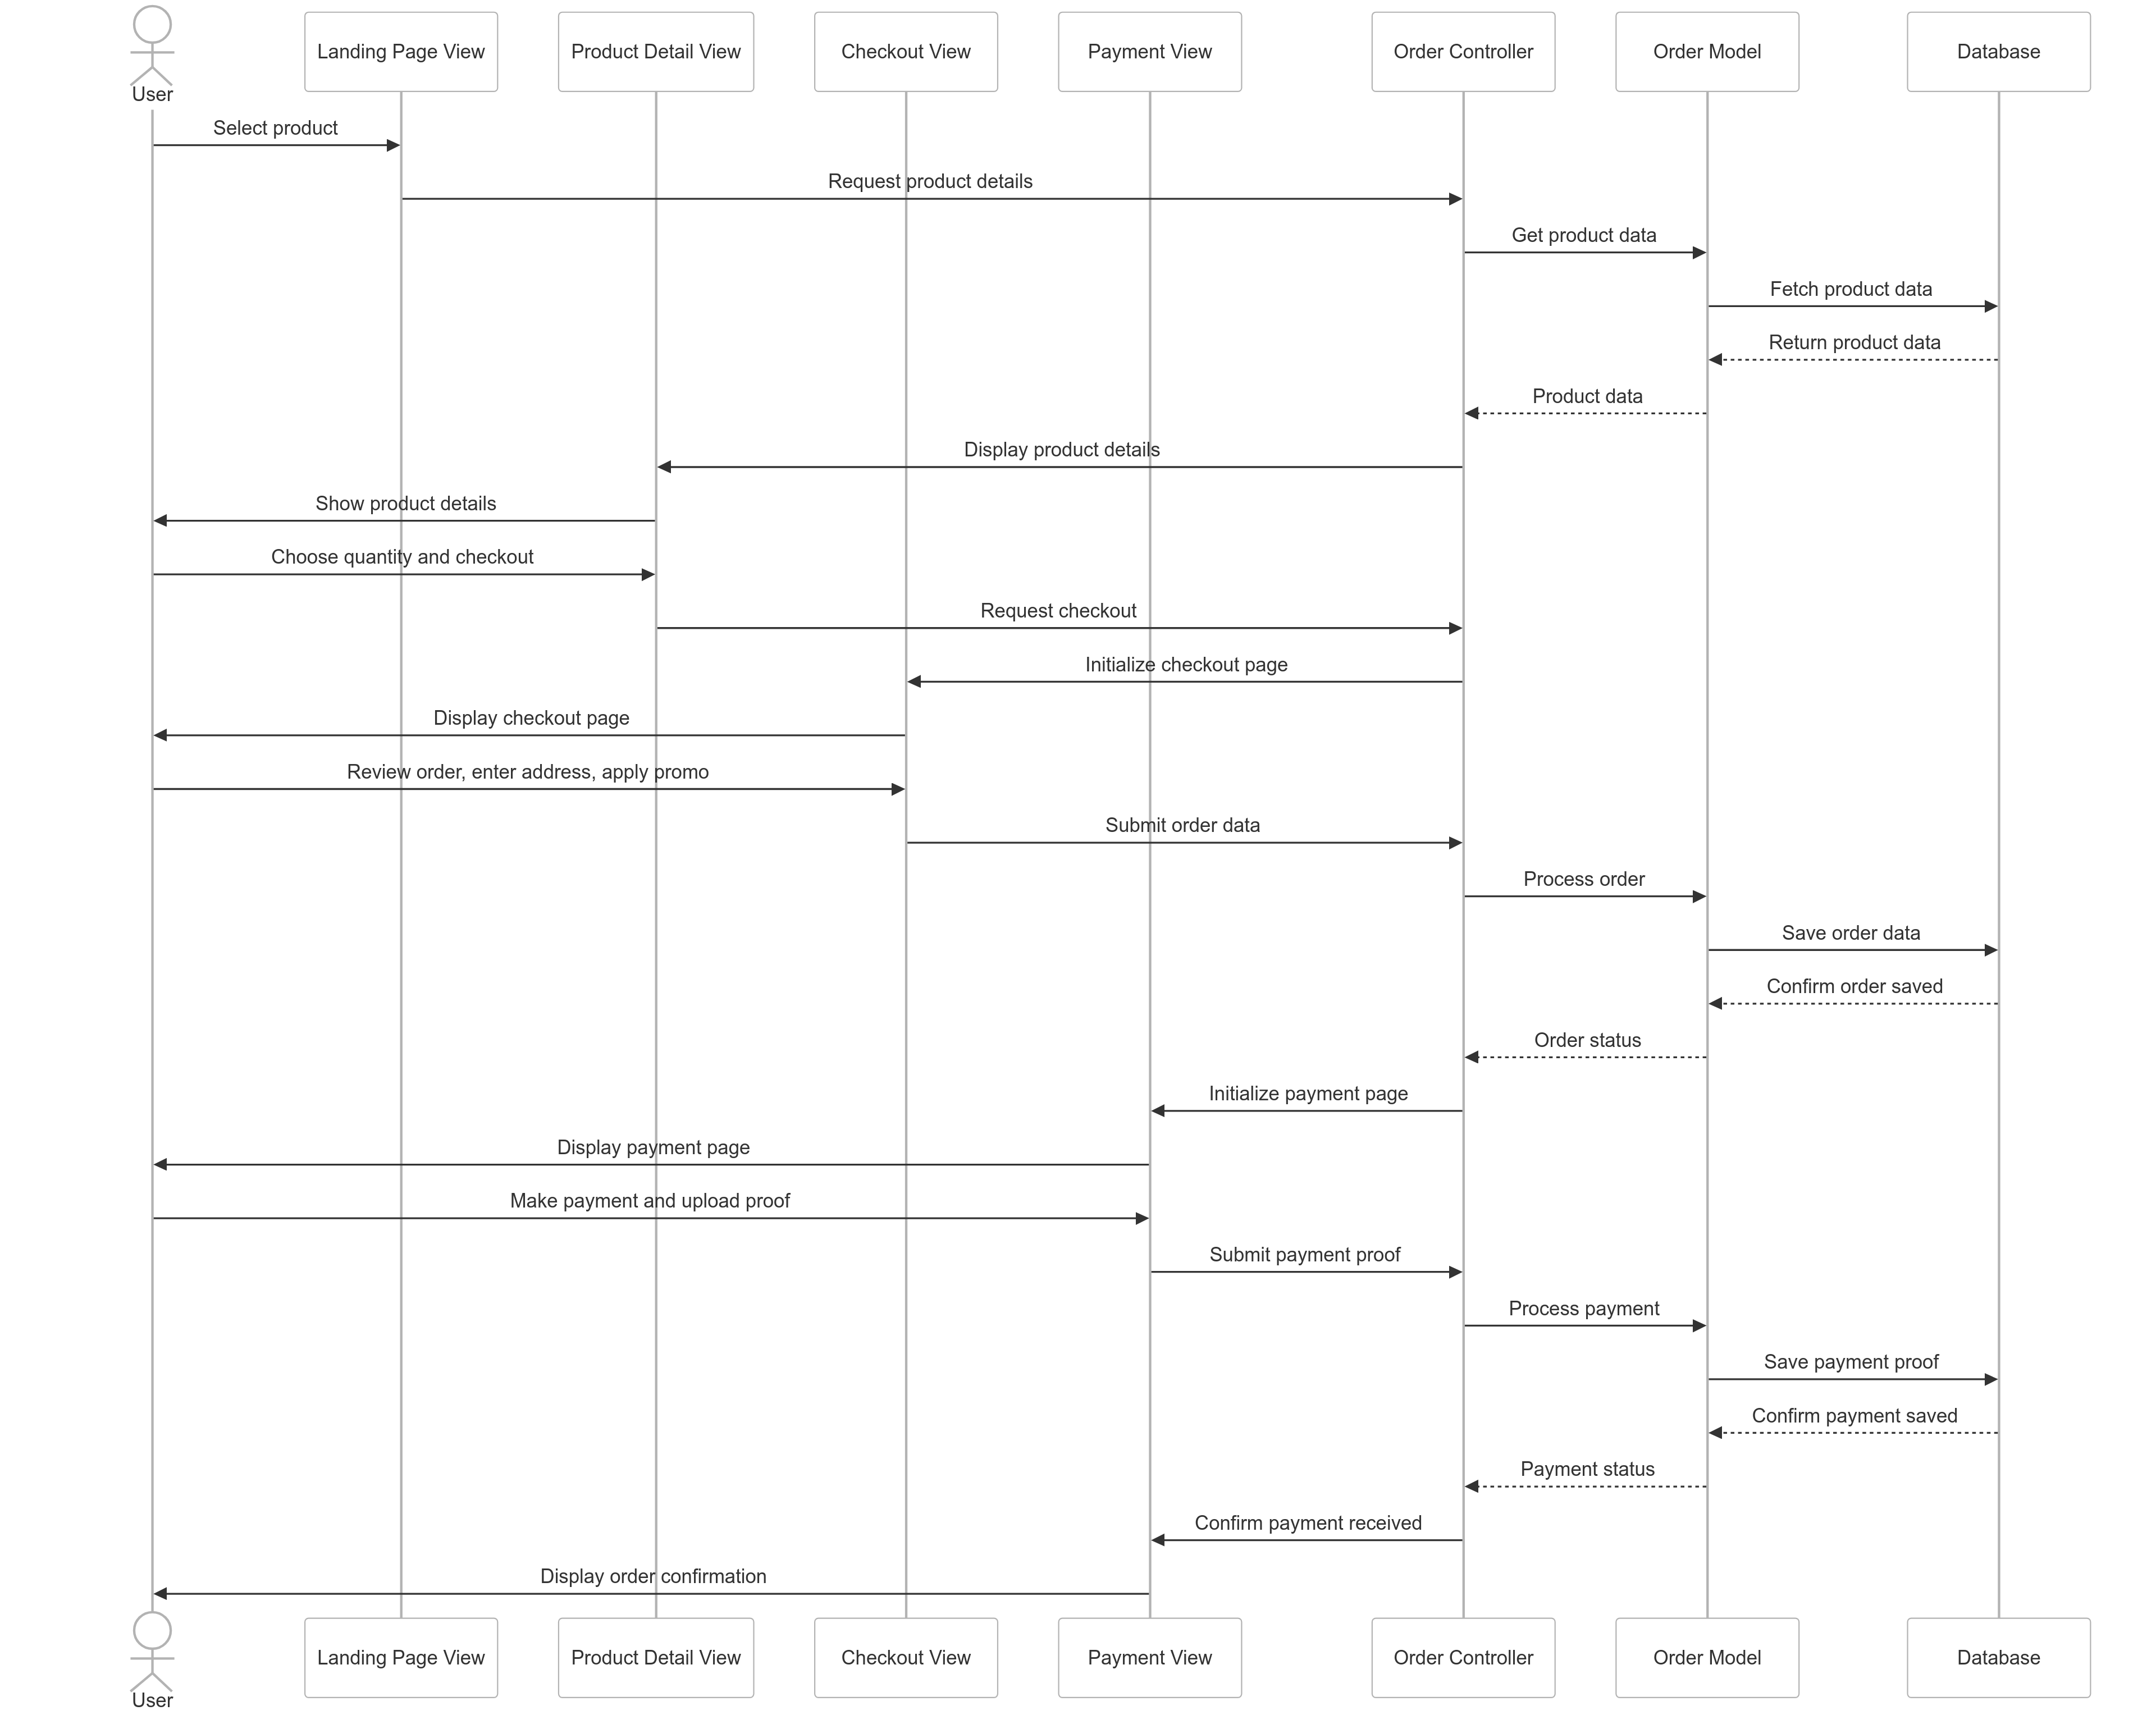 User
Landing Page View
Product Detail View
Checkout View
Payment View
Order Controller
Order Model
Database
Select product
Request product details
Get product data
Fetch product data
Return product data
Product data
Display product details
Show product details
Choose quantity and checkout
Request checkout
Initialize checkout page
Display checkout page
Review order, enter address, apply promo
Submit order data
Process order
Save order data
Confirm order saved
Order status
Initialize payment page
Display payment page
Make payment and upload proof
Submit payment proof
Process payment
Save payment proof
Confirm payment saved
Payment status
Confirm payment received
Display order confirmation
User
Landing Page View
Product Detail View
Checkout View
Payment View
Order Controller
Order Model
Database